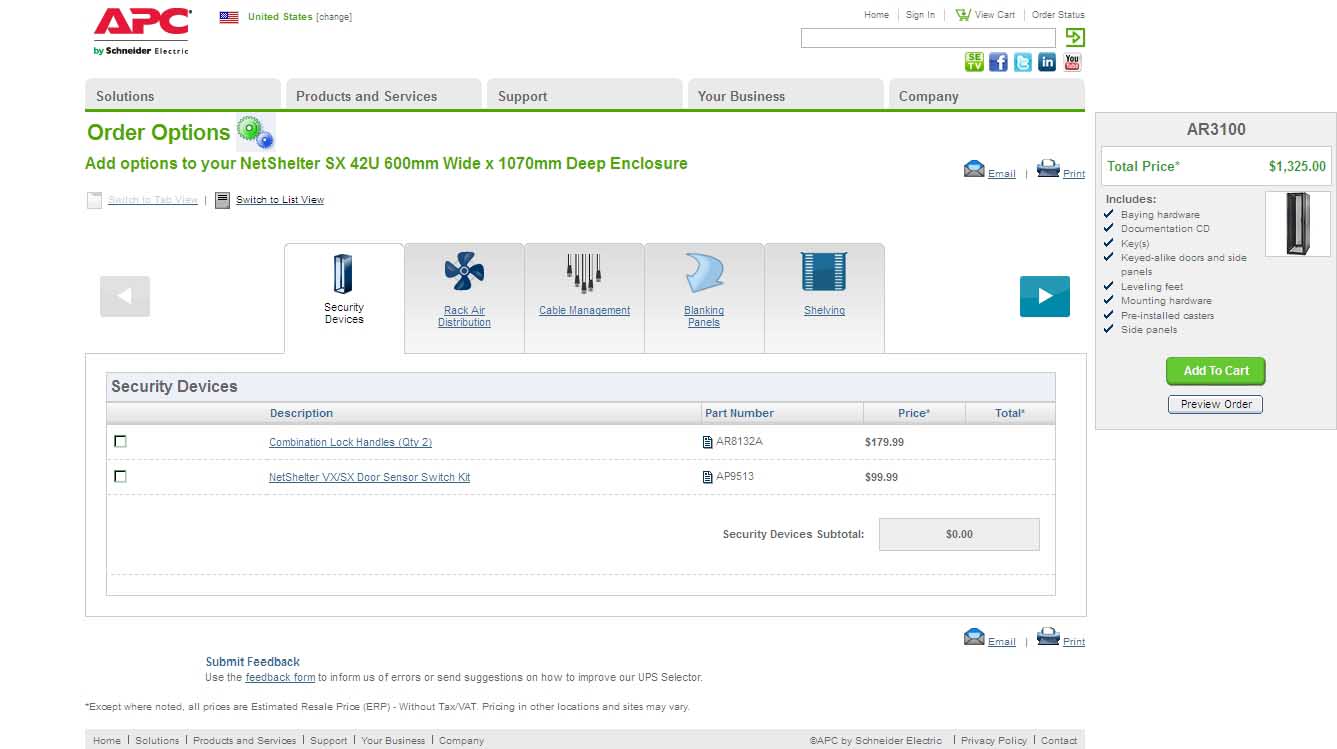 APC
by Schneider Electric
United States [change]
Home | Sign In | View Cart | Order Status
SE TV
You Tube
Solutions
Products and Services
Support
Your Business
Company
Order Options
Add options to your NetShelter SX 42U 600mm Wide x 1070mm Deep Enclosure
Email | Print
Switch to Tab View | Switch to List View
Security Devices
Rack Air Distribution
Cable Management
Blanking Panels
Shelving
Security Devices
Description Part Number Price* Total*
Combination Lock Handles (Qty 2) AR8132A $179.99
NetShelter VX/SX Door Sensor Switch Kit AP9513 $99.99
Security Devices Subtotal: $0.00
AR3100
Total Price* $1,325.00
Includes:
Baying hardware
Documentation CD
Key(s)
Keyed-alike doors and side
panels
Leveling feet
Mounting hardware
Pre-installed casters
Side panels
Add To Cart
Preview Order
Email | Print
Submit Feedback
Use the feedback form to inform us of errors or send suggestions on how to improve our UPS Selector.
*Except where noted, all prices are Estimated Resale Price (ERP) - Without Tax/VAT. Pricing in other locations and sites may vary.
Home | Solutions | Products and Services | Support | Your Business | Company
©APC by Schneider Electric | Privacy Policy | Contact